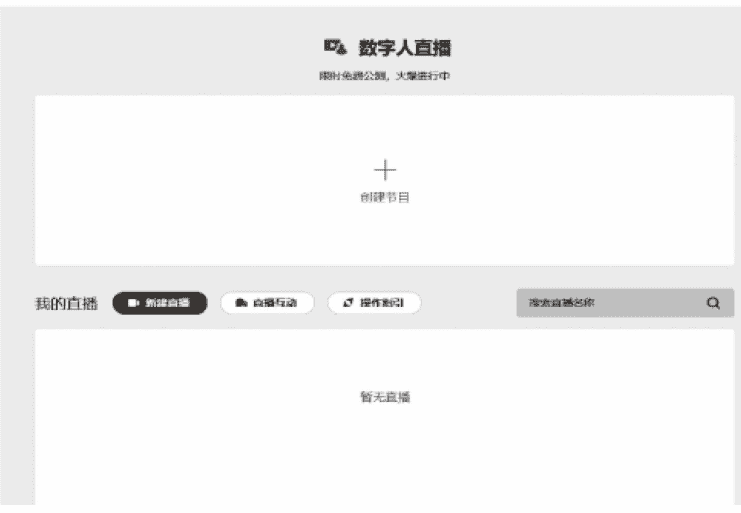 数字人直播
限时免费公测，火爆进行中
创建节目
我的直播 新建直播 直播互动 操作指引 搜索直播名称
暂无直播